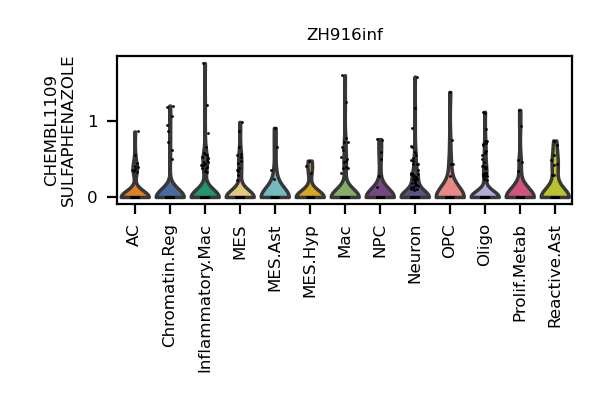 ZH916inf
CHEMBL1109
SULFAPHENAZOLE
1
0
AC
Chromatin.Reg
Inflammatory.Mac
MES
MES.Ast
MES.Hyp
Mac
NPC
Neuron
OPC
Oligo
Prolif.Metab
Reactive.Ast